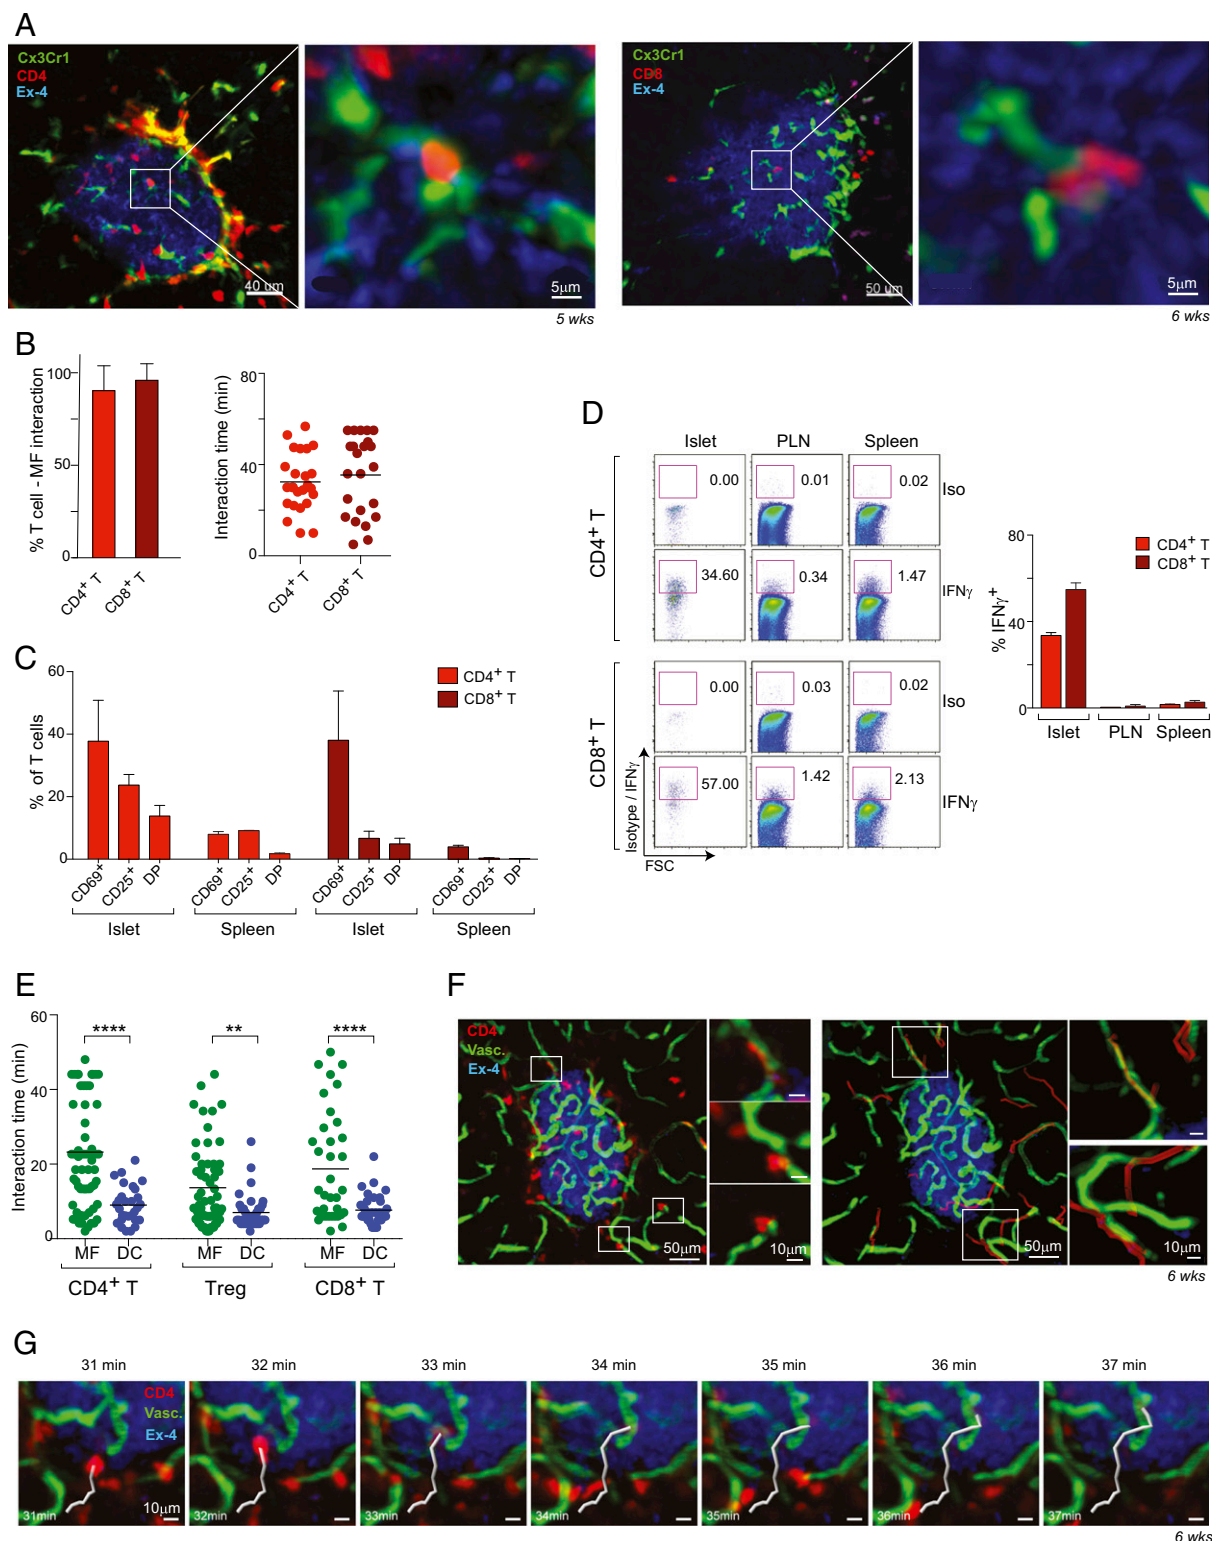 A
Cx3Cr1
CD4
Ex-4
40 um
5μm
5 wks
Cx3Cr1
CD8
Ex-4
50 um
5μm
6 wks
B
% T cell - MF interaction
100
50
0
CD4+ T
CD8+ T
Interaction time (min)
80
40
0
CD4+ T
CD8+ T
C
% of T cells
60
40
20
0
CD4+ T
CD8+ T
CD69+ CD25+ DP CD69+ CD25+ DP CD69+ CD25+ DP CD69+ CD25+ DP
Islet Spleen Islet Spleen
D
Islet PLN Spleen
CD4+ T
0.00 0.01 0.02 Iso
34.60 0.34 1.47 IFNγ
CD8+ T
0.00 0.03 0.02 Iso
57.00 1.42 2.13 IFNγ
Isotype / IFNγ
FSC
% IFNγ+
80
40
0
CD4+ T
CD8+ T
Islet PLN Spleen
E
Interaction time (min)
60
40
20
0
**** ** ****
MF DC MF DC MF DC
CD4+ T Treg CD8+ T
F
CD4
Vasc.
Ex-4
50μm 10μm 50μm 10μm
6 wks
G
31 min 32 min 33 min 34 min 35 min 36 min 37 min
CD4
Vasc.
Ex-4
10μm
31min 32min 33min 34min 35min 36min 37min
6 wks